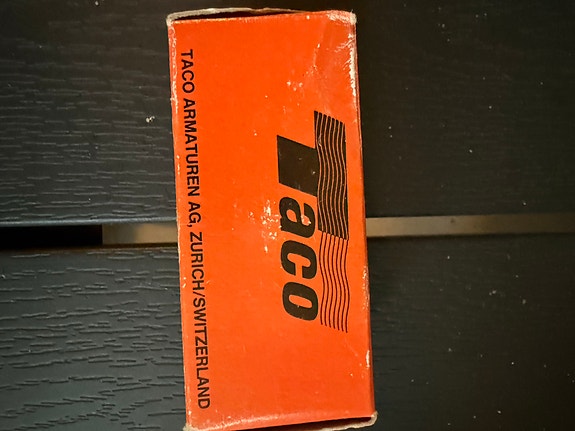 Taco
TACO ARMATUREN AG, ZURICH/SWITZERLAND